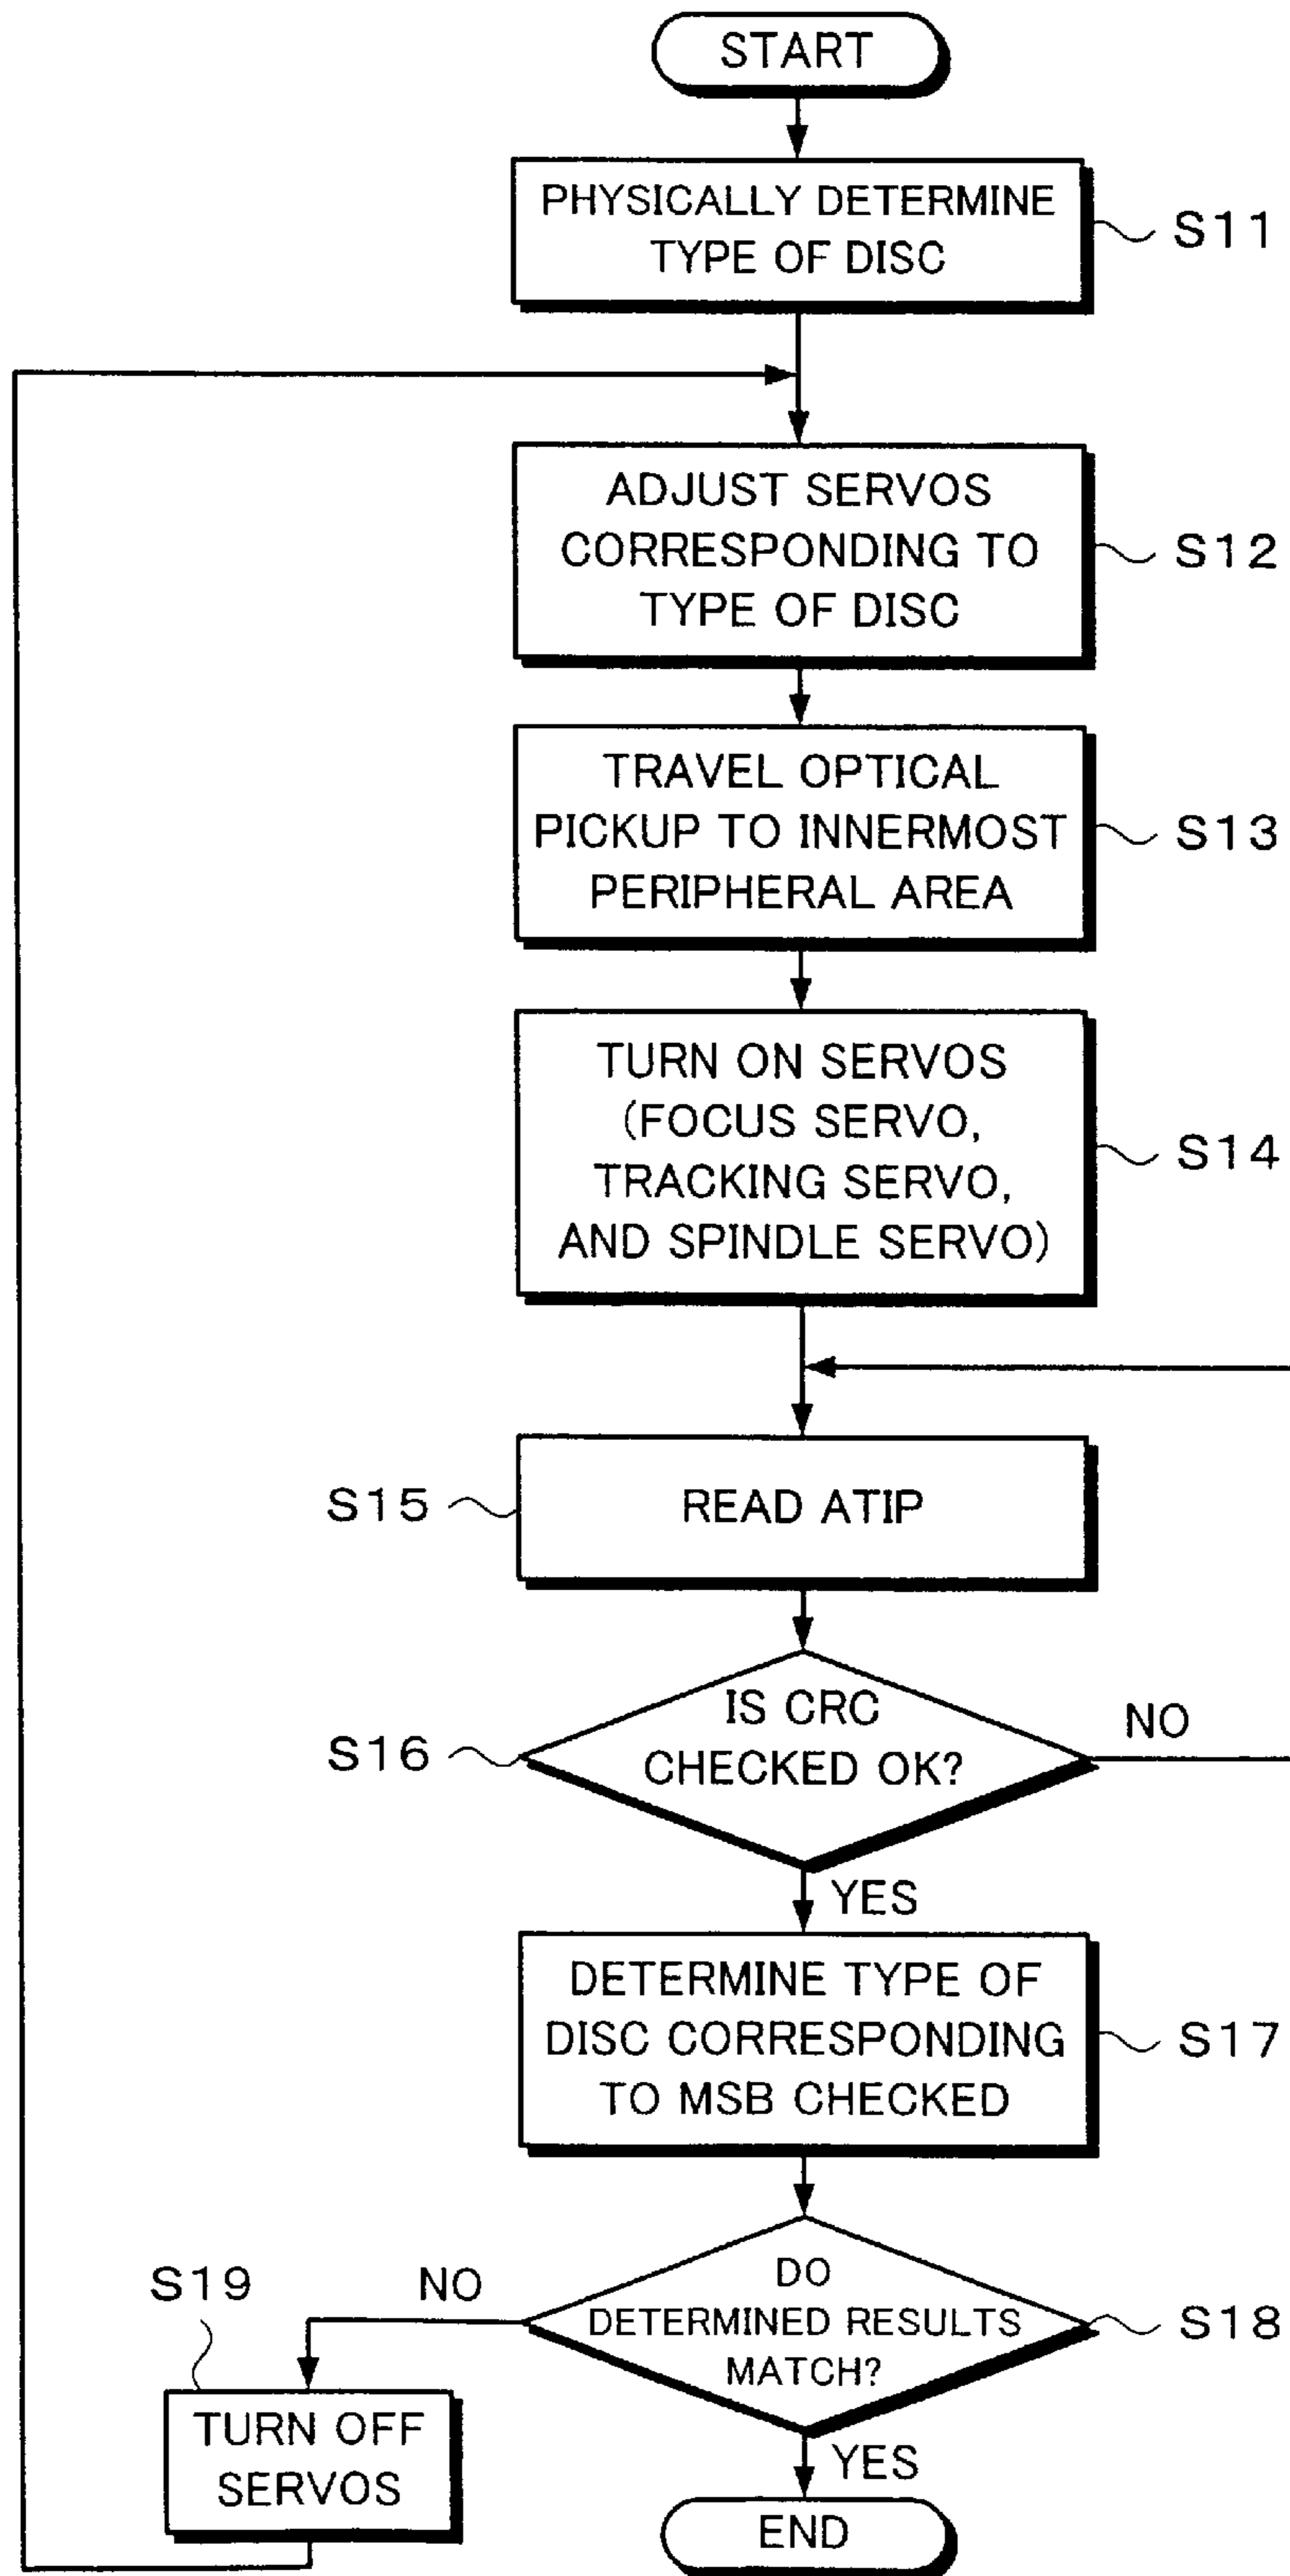 START
PHYSICALLY DETERMINE
TYPE OF DISC
S11
ADJUST SERVOS
CORRESPONDING TO
TYPE OF DISC
S12
TRAVEL OPTICAL
PICKUP TO INNERMOST
PERIPHERAL AREA
S13
TURN ON SERVOS
(FOCUS SERVO,
TRACKING SERVO,
AND SPINDLE SERVO)
S14
S15
READ ATIP
S16
IS CRC
CHECKED OK?
NO
YES
DETERMINE TYPE OF
DISC CORRESPONDING
TO MSB CHECKED
S17
DO
DETERMINED RESULTS
MATCH?
S18
NO
S19
TURN OFF
SERVOS
YES
END